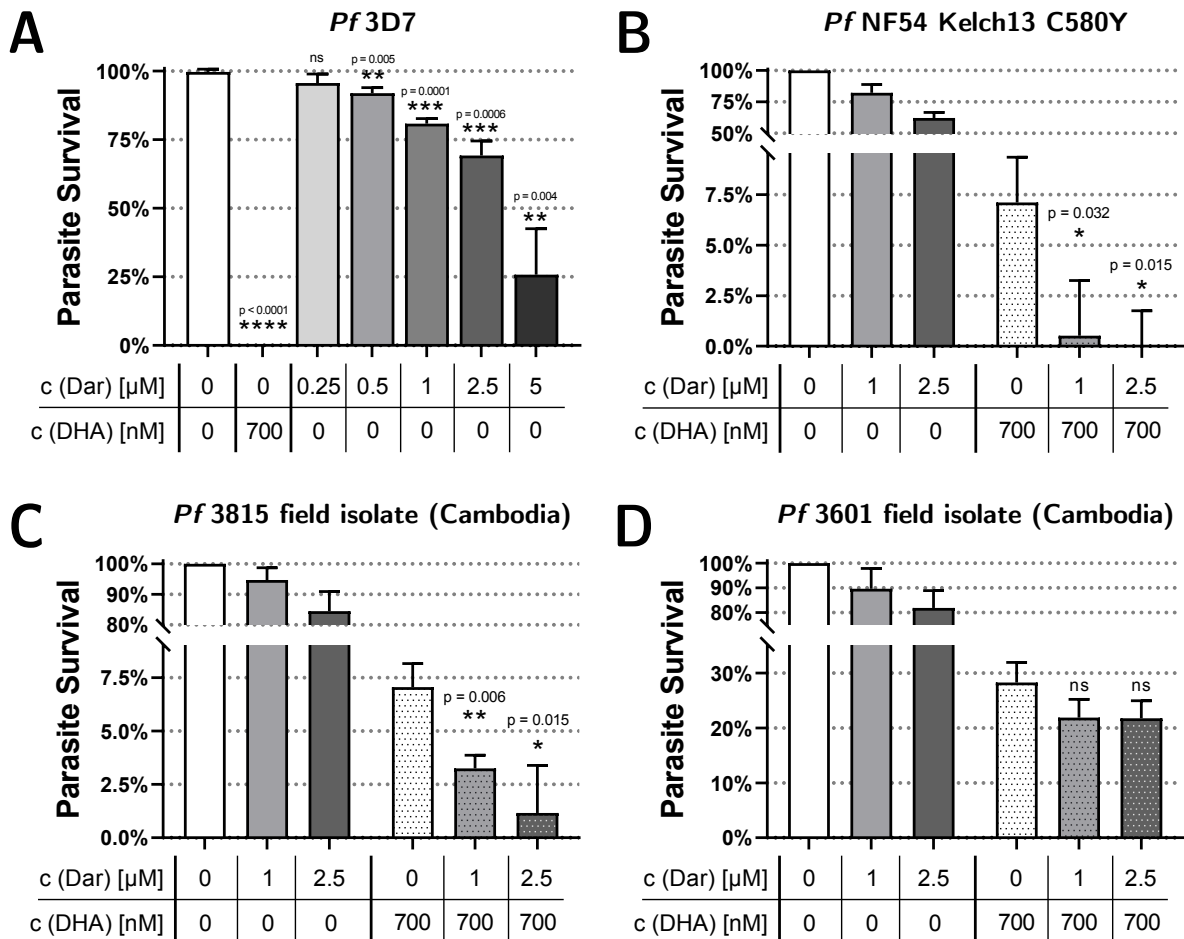 A
Pf 3D7
Parasite Survival
100%
75%
50%
25%
0%
ns
p = 0.005
**
p = 0.0001
***
p = 0.0006
***
p = 0.004
**
p < 0.0001
****
c (Dar) [µM] 0 0 0.25 0.5 1 2.5 5
c (DHA) [nM] 0 700 0 0 0 0 0
B
Pf NF54 Kelch13 C580Y
Parasite Survival
100%
75%
50%
7.5%
5.0%
2.5%
0.0%
p = 0.032
*
p = 0.015
*
c (Dar) [µM] 0 1 2.5 0 1 2.5
c (DHA) [nM] 0 0 0 700 700 700
C
Pf 3815 field isolate (Cambodia)
Parasite Survival
100%
90%
80%
7.5%
5.0%
2.5%
0.0%
p = 0.006
**
p = 0.015
*
c (Dar) [µM] 0 1 2.5 0 1 2.5
c (DHA) [nM] 0 0 0 700 700 700
D
Pf 3601 field isolate (Cambodia)
Parasite Survival
100%
90%
80%
30%
20%
10%
0%
ns ns
c (Dar) [µM] 0 1 2.5 0 1 2.5
c (DHA) [nM] 0 0 0 700 700 700